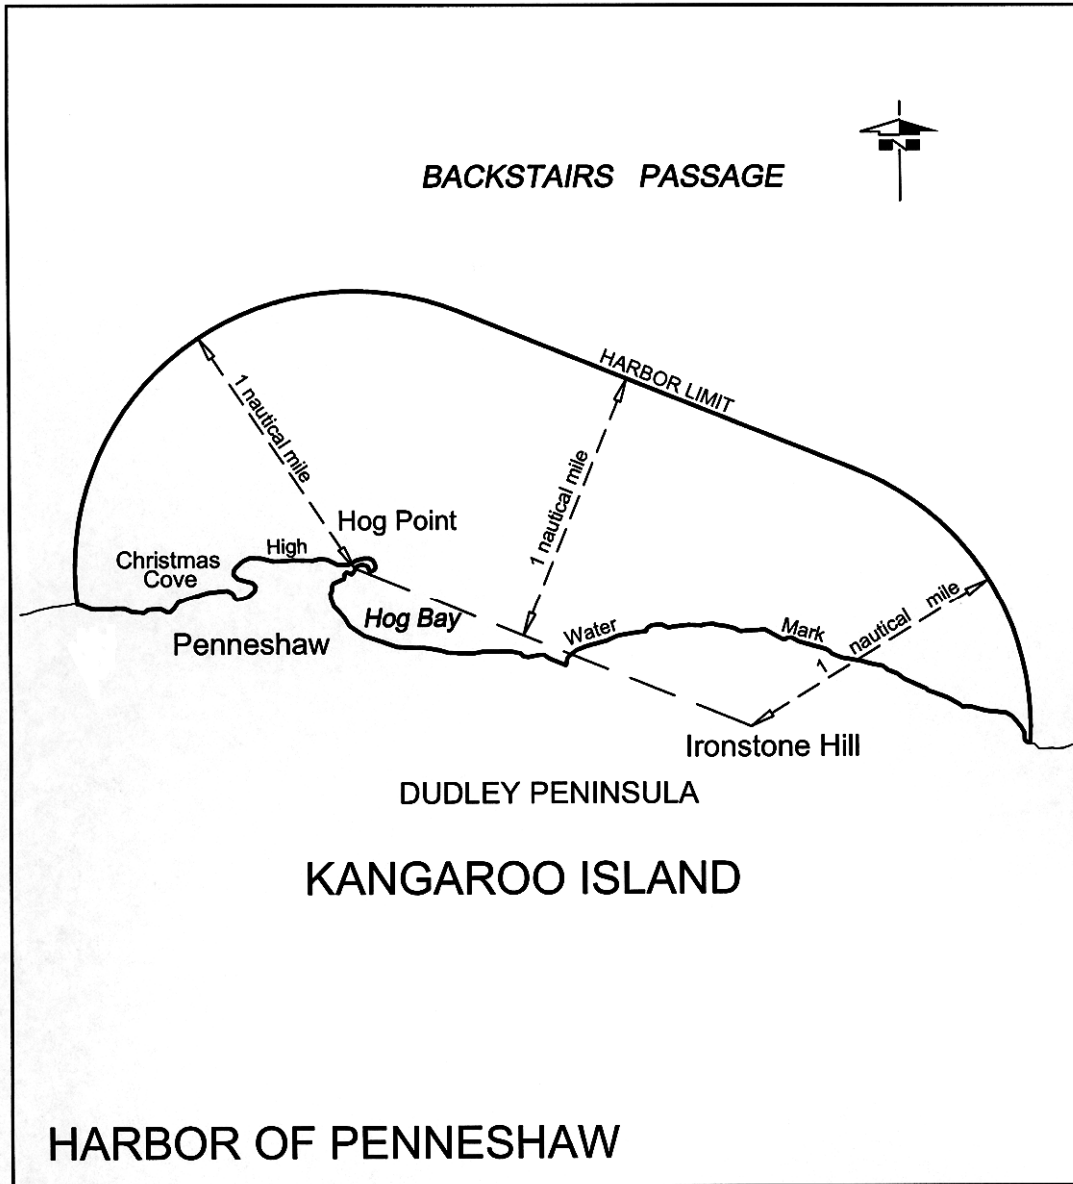 N
BACKSTAIRS PASSAGE
HARBOR LIMIT
1 nautical mile
1 nautical mile
1 nautical mile
Hog Point
High
Christmas
Cove
Hog Bay
Water
Mark
Penneshaw
Ironstone Hill
DUDLEY PENINSULA
KANGAROO ISLAND
HARBOR OF PENNESHAW